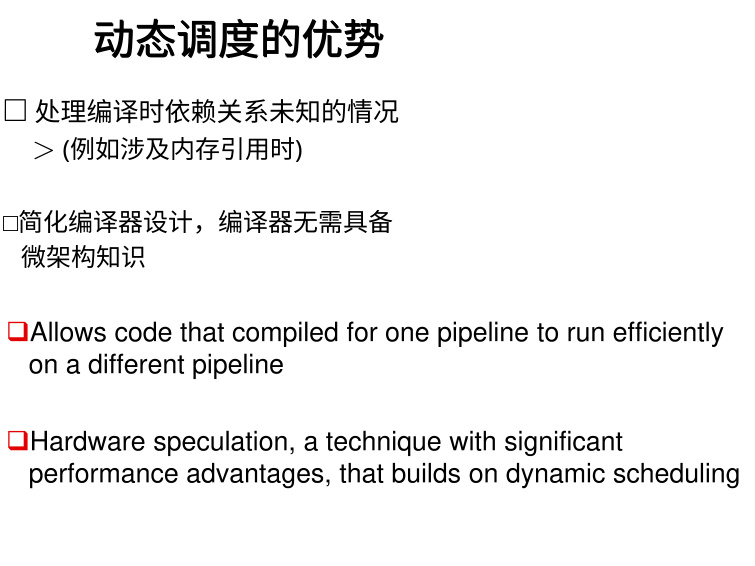 动态调度的优势
□ 处理编译时依赖关系未知的情况
＞ (例如涉及内存引用时)
□简化编译器设计，编译器无需具备
微架构知识
❑Allows code that compiled for one pipeline to run efficiently
on a different pipeline
❑Hardware speculation, a technique with significant
performance advantages, that builds on dynamic scheduling